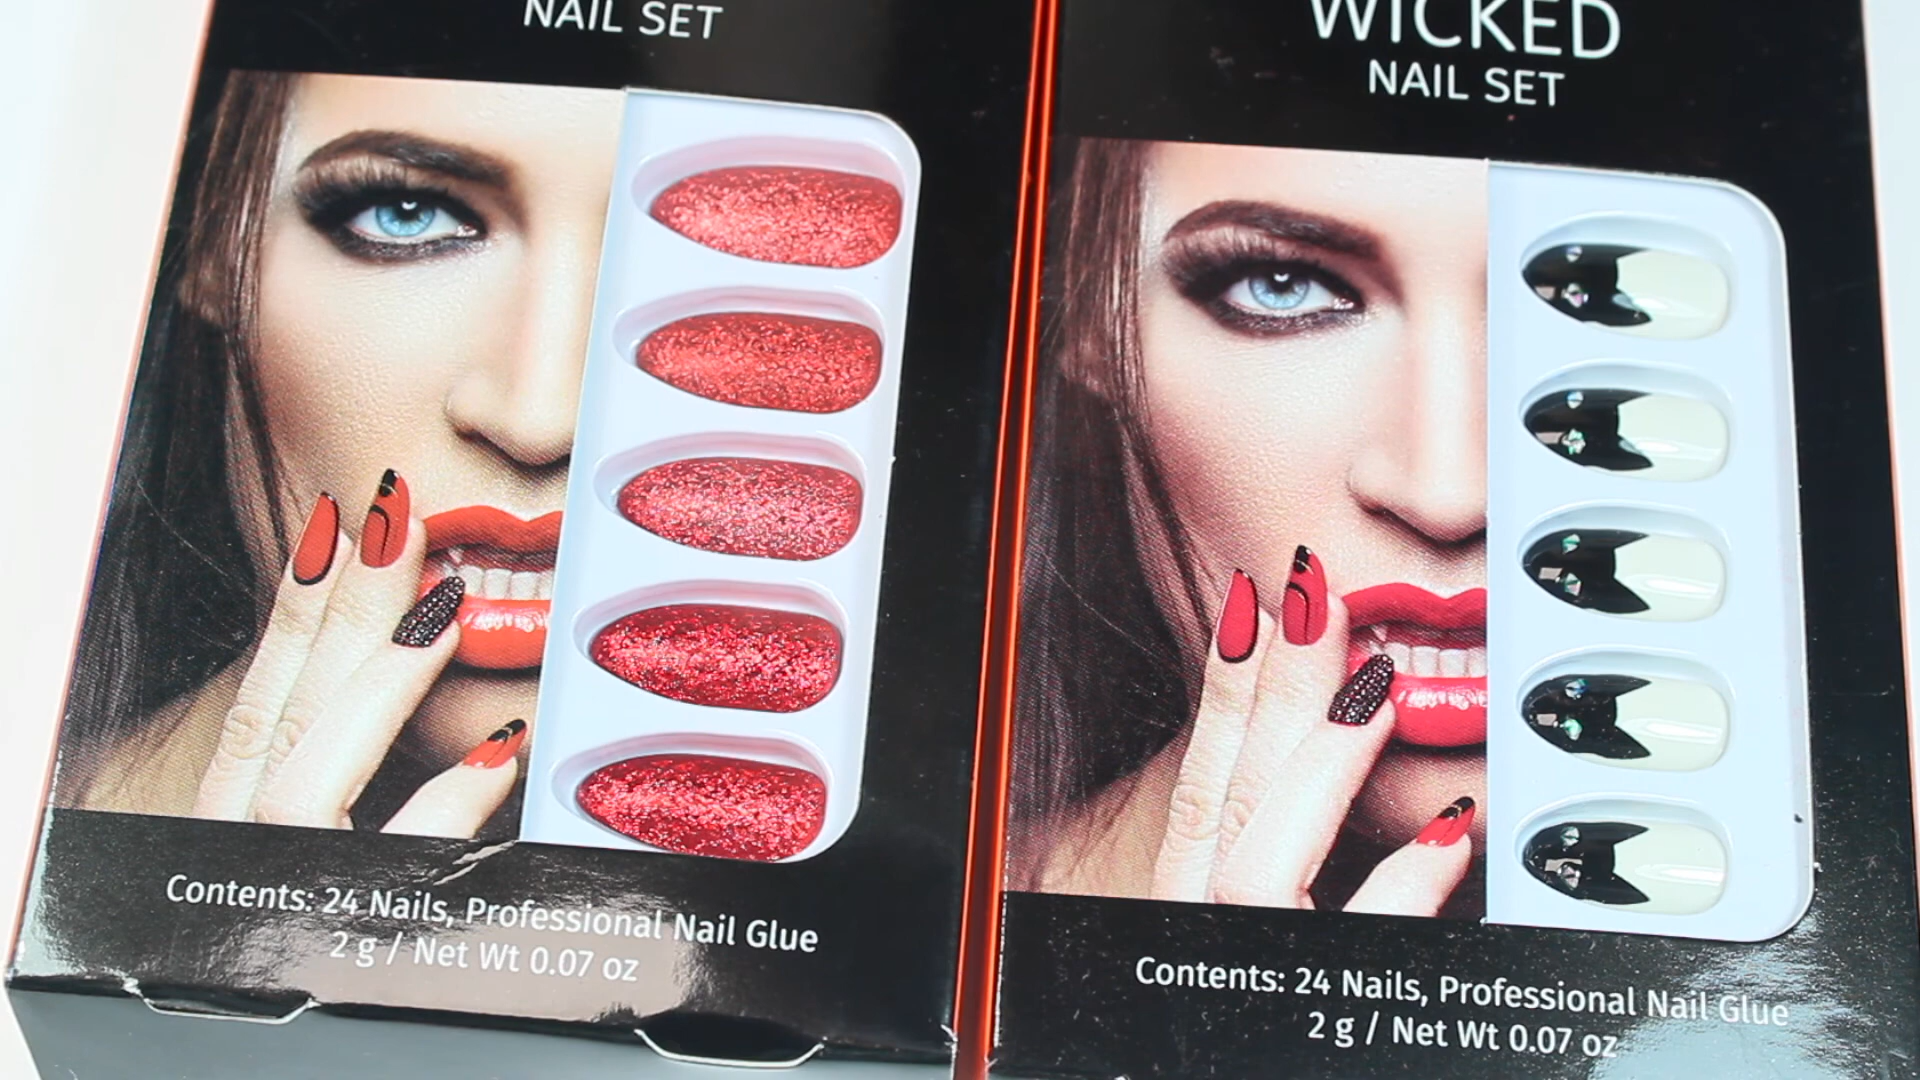 NAIL SET
Contents: 24 Nails, Professional Nail Glue
2 g / Net Wt 0.07 oz
WICKED
NAIL SET
Contents: 24 Nails, Professional Nail Glue
2 g / Net Wt 0.07 oz